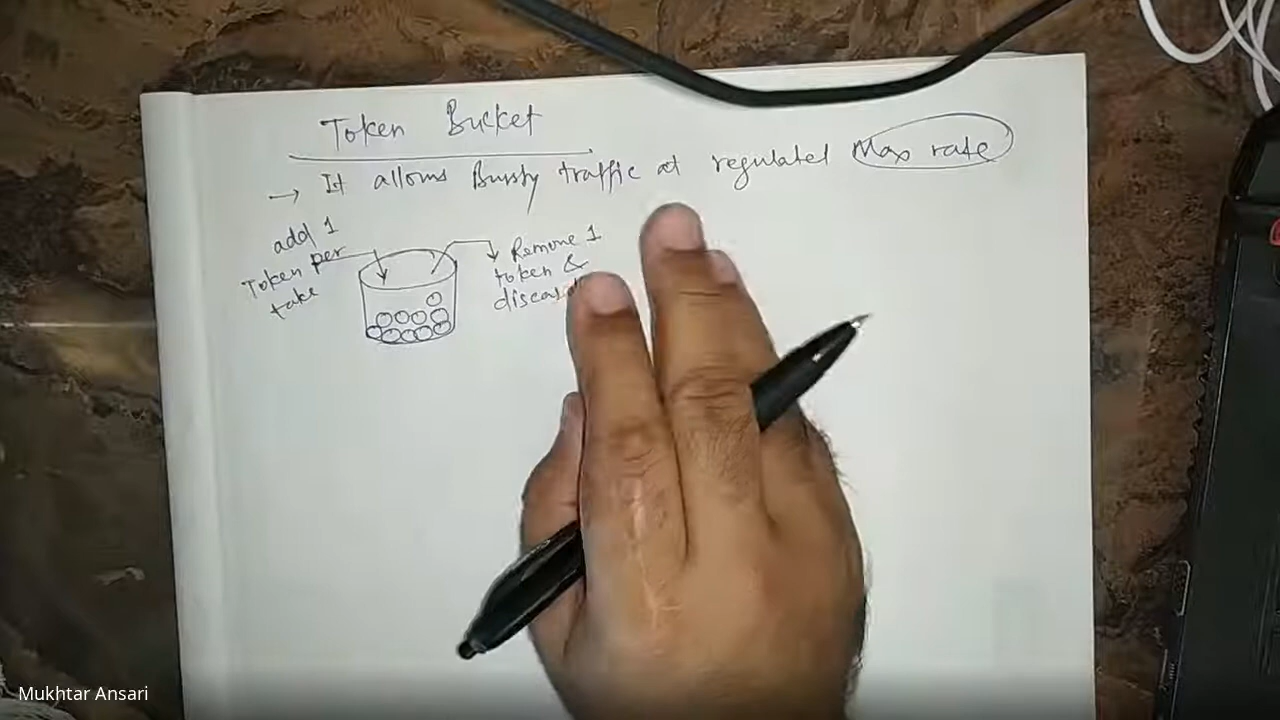 Token Bucket
→ It allows Bursty traffic at regulated Max rate
add 1
Token per
take
Remove 1
token &
Mukhtar Ansari